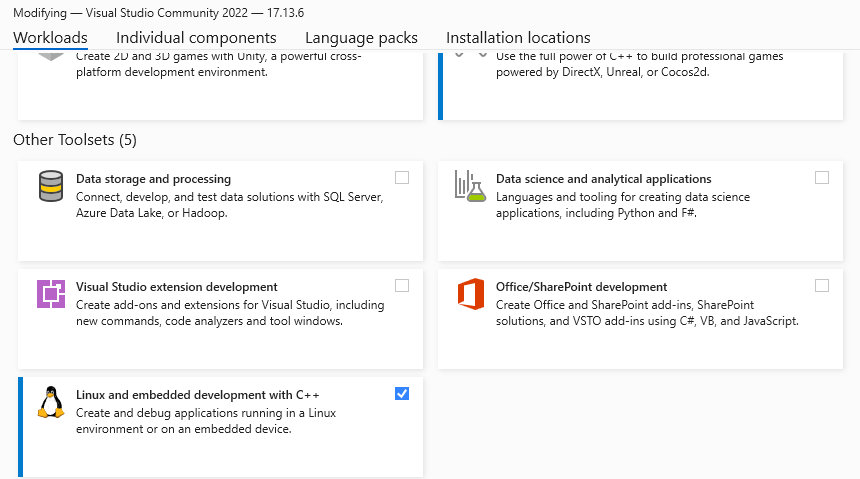 Modifying — Visual Studio Community 2022 — 17.13.6
Workloads Individual components Language packs Installation locations
Create 2D and 3D games with Unity, a powerful cross-
platform development environment.
Use the full power of C++ to build professional games
powered by DirectX, Unreal, or Cocos2d.
Other Toolsets (5)
Data storage and processing
Connect, develop, and test data solutions with SQL Server,
Azure Data Lake, or Hadoop.
Data science and analytical applications
Languages and tooling for creating data science
applications, including Python and F#.
Visual Studio extension development
Create add-ons and extensions for Visual Studio, including
new commands, code analyzers and tool windows.
Office/SharePoint development
Create Office and SharePoint add-ins, SharePoint
solutions, and VSTO add-ins using C#, VB, and JavaScript.
Linux and embedded development with C++
Create and debug applications running in a Linux
environment or on an embedded device.